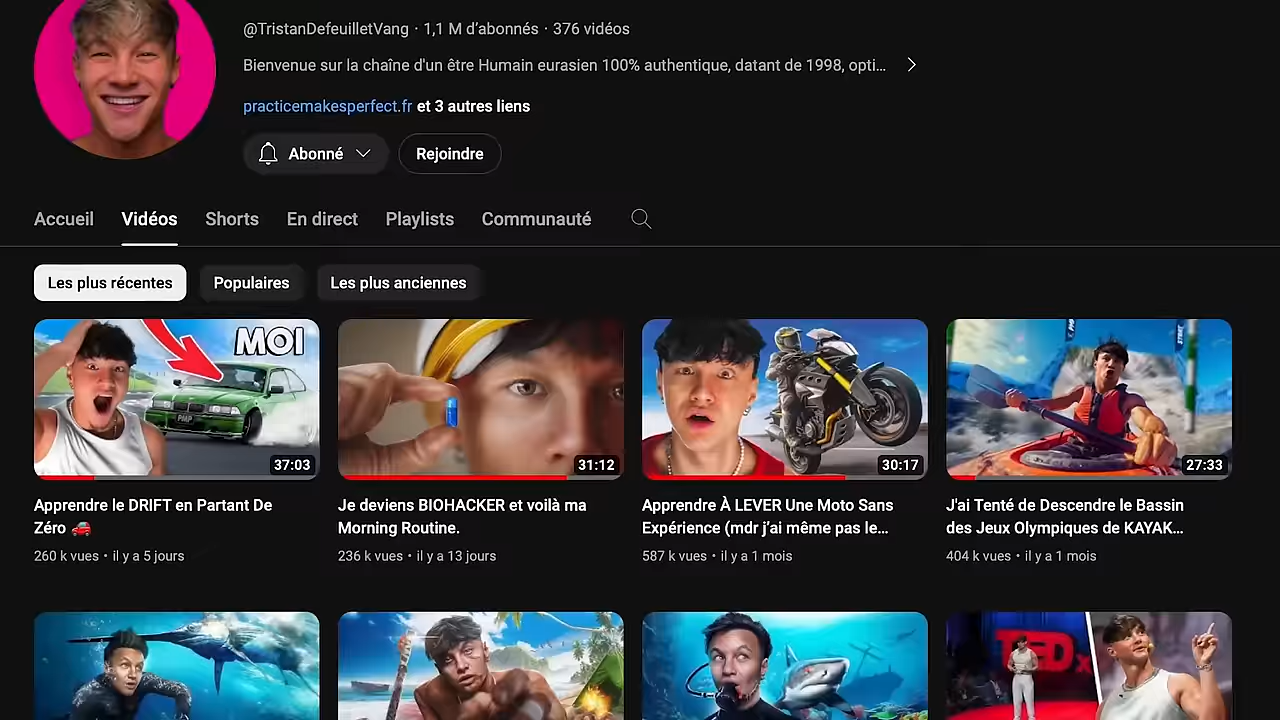 @TristanDefeuilletVang · 1,1 M d'abonnés · 376 vidéos
Bienvenue sur la chaîne d'un être Humain eurasien 100% authentique, datant de 1998, opti...
practicemakesperfect.fr et 3 autres liens
Abonné
Rejoindre
Accueil Vidéos Shorts En direct Playlists Communauté
Les plus récentes Populaires Les plus anciennes
MOI
PMP
37:03
31:12
30:17
27:33
Apprendre le DRIFT en Partant De
Zéro 🚗
260 k vues • il y a 5 jours
Je deviens BIOHACKER et voilà ma
Morning Routine.
236 k vues • il y a 13 jours
Apprendre À LEVER Une Moto Sans
Expérience (mdr j'ai même pas le...
587 k vues • il y a 1 mois
J'ai Tenté de Descendre le Bassin
des Jeux Olympiques de KAYAK...
404 k vues • il y a 1 mois
TEDx